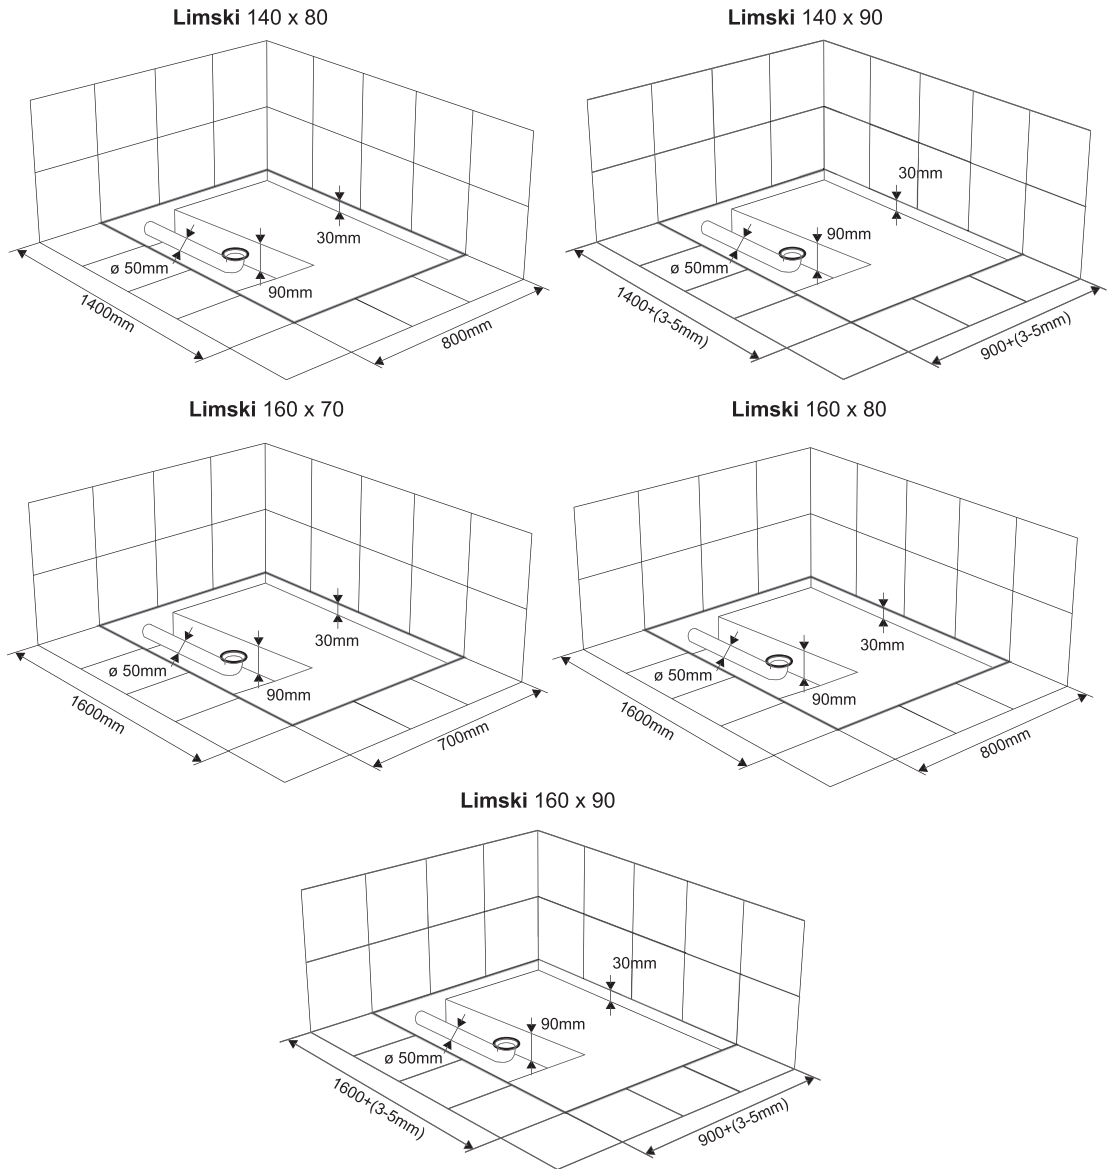 Limski 140 x 80
30mm
ø 50mm
90mm
1400mm
800mm
Limski 140 x 90
30mm
90mm
ø 50mm
1400+(3-5mm)
900+(3-5mm)
Limski 160 x 70
30mm
ø 50mm
90mm
1600mm
700mm
Limski 160 x 80
30mm
ø 50mm
90mm
1600mm
800mm
Limski 160 x 90
30mm
90mm
ø 50mm
1600+(3-5mm)
900+(3-5mm)